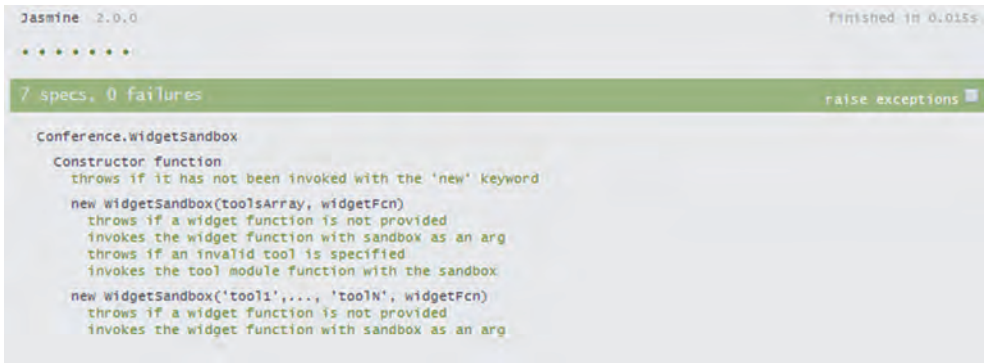 Jasmine 2.0.0 finished in 0.015s
7 specs, 0 failures raise exceptions
Conference.WidgetSandbox
Constructor function
throws if it has not been invoked with the 'new' keyword
new WidgetSandbox(toolsArray, widgetFcn)
throws if a widget function is not provided
invokes the widget function with sandbox as an arg
throws if an invalid tool is specified
invokes the tool module function with the sandbox
new WidgetSandbox('tool1',..., 'toolN', widgetFcn)
throws if a widget function is not provided
invokes the widget function with sandbox as an arg